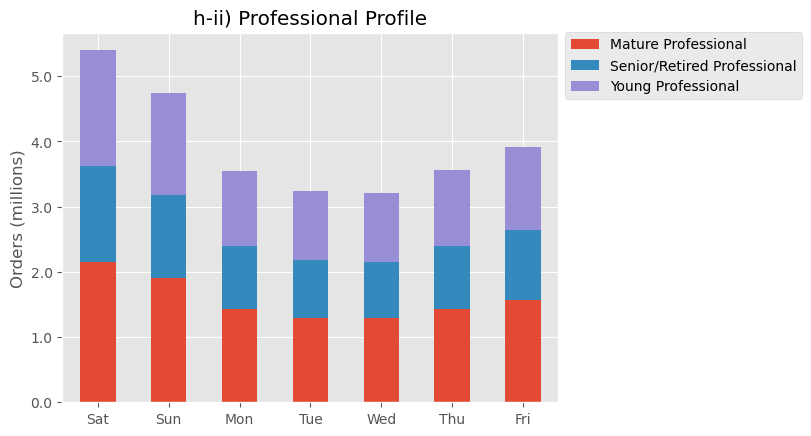 h-ii) Professional Profile
Mature Professional
Senior/Retired Professional
Young Professional
Orders (millions)
5.0
4.0
3.0
2.0
1.0
0.0
Sat Sun Mon Tue Wed Thu Fri